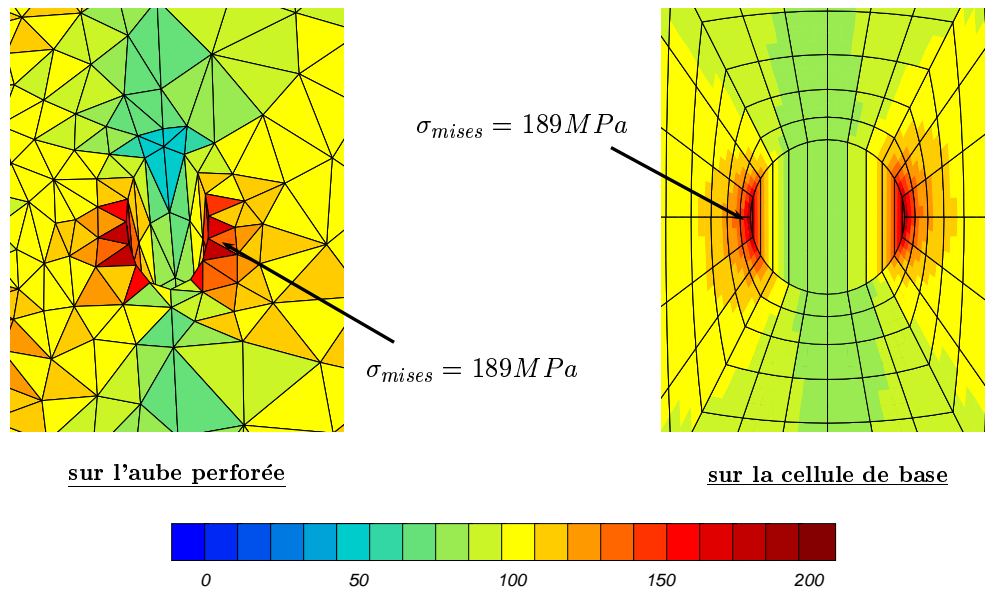 σ_mises = 189MPa
σ_mises = 189MPa
sur l'aube perforée
sur la cellule de base
0 50 100 150 200